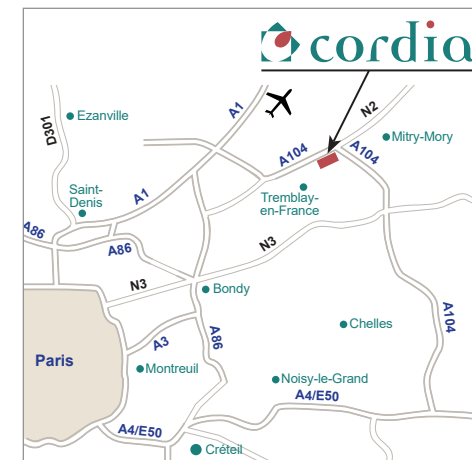 cordia
A1
N2
D301
Ezanville
Mitry-Mory
A104
A104
Saint-
Denis
A1
Tremblay-
en-France
A86
A86
N3
N3
Bondy
A104
A3
A86
Chelles
Paris
Montreuil
Noisy-le-Grand
A4/E50
A4/E50
Créteil